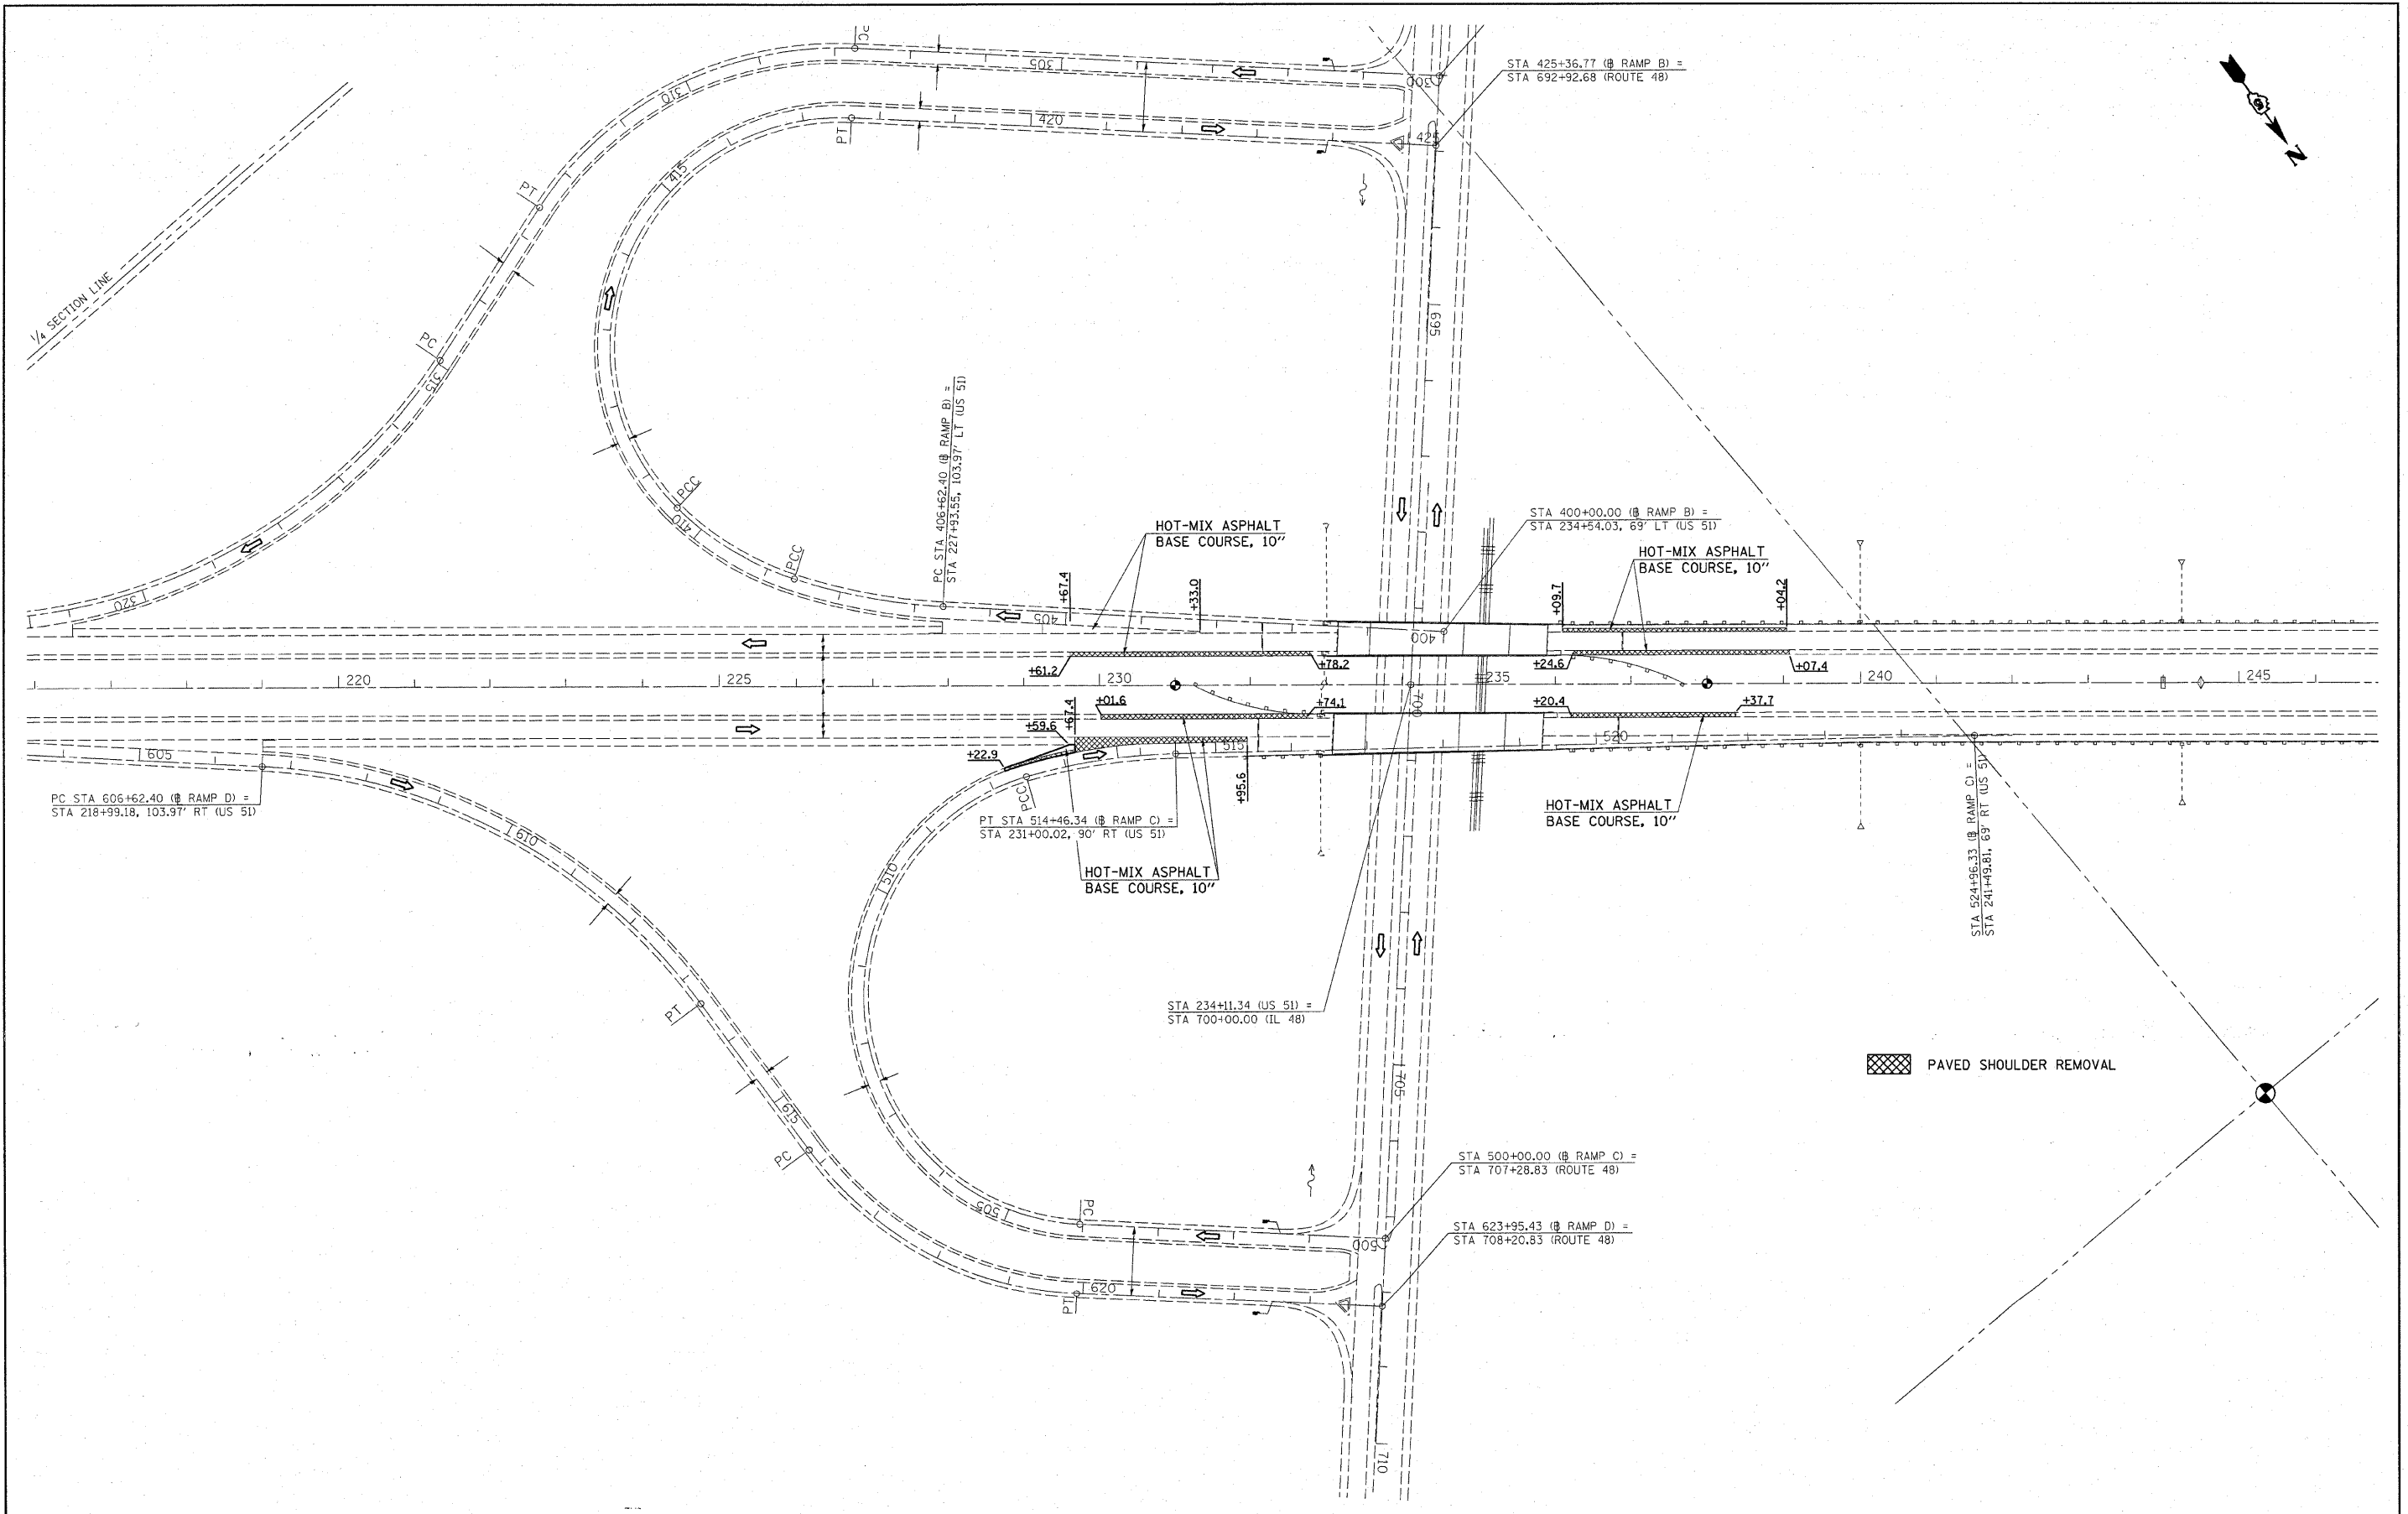 PC
305
310
300
STA 425+36.77 (B RAMP B) =
STA 692+92.68 (ROUTE 48)
N
PT
420
425
415
PT
1/4 SECTION LINE
695
PC
315
PC STA 406+62.40 (B RAMP B) =
STA 227+93.55, 103.97' LT (US 51)
PCC
410
PCC
HOT-MIX ASPHALT
BASE COURSE, 10"
STA 400+00.00 (B RAMP B) =
STA 234+54.03, 69' LT (US 51)
HOT-MIX ASPHALT
BASE COURSE, 10"
+67.4
+33.0
+09.7
+04.2
320
405
400
+61.2
+78.2
+24.6
+07.4
220
225
230
235
240
245
700
+01.6
+74.1
+20.4
+37.7
+59.6
+67.4
605
515
520
+22.9
+95.6
PCC
PC STA 606+62.40 (B RAMP D) =
STA 218+99.18, 103.97' RT (US 51)
PT STA 514+46.34 (B RAMP C) =
STA 231+00.02, 90' RT (US 51)
HOT-MIX ASPHALT
BASE COURSE, 10"
STA 524+96.33 (B RAMP C) =
STA 241+49.81, 69' RT (US 51)
610
510
HOT-MIX ASPHALT
BASE COURSE, 10"
PT
STA 234+11.34 (US 51) =
STA 700+00.00 (IL 48)
705
PAVED SHOULDER REMOVAL
615
PC
STA 500+00.00 (B RAMP C) =
STA 707+28.83 (ROUTE 48)
505
PC
500
STA 623+95.43 (B RAMP D) =
STA 708+20.83 (ROUTE 48)
620
PT
710